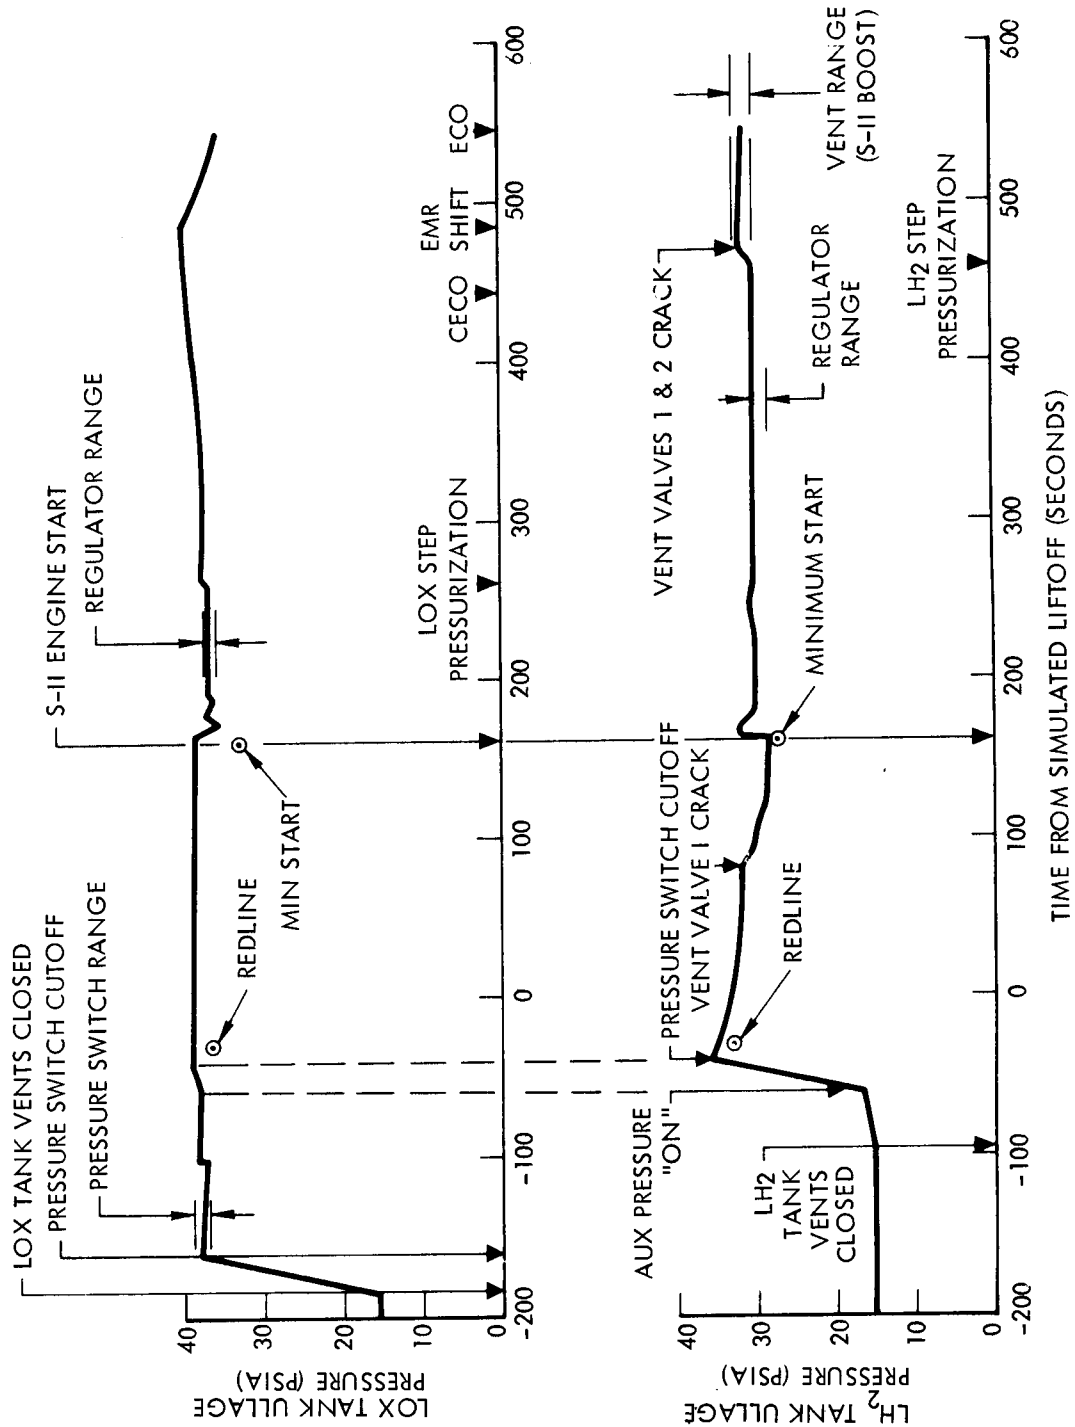 LOX TANK VENTS CLOSED
PRESSURE SWITCH CUTOFF
PRESSURE SWITCH RANGE
S-II ENGINE START
REGULATOR RANGE
REDLINE
MIN START
LOX TANK ULLAGE
PRESSURE (PSIA)
40
30
20
10
0
LOX STEP
PRESSURIZATION
CECO
EMR
SHIFT
ECO
-200
-100
0
100
200
300
400
500
600
AUX PRESSURE
"ON"
PRESSURE SWITCH CUTOFF
VENT VALVE 1 CRACK
VENT VALVES 1 & 2 CRACK
REDLINE
MINIMUM START
REGULATOR
RANGE
VENT RANGE
(S-II BOOST)
LH2
TANK
VENTS
CLOSED
LH2 STEP
PRESSURIZATION
LH2 TANK ULLAGE
PRESSURE (PSIA)
40
30
20
10
0
-200
-100
0
100
200
300
400
500
600
TIME FROM SIMULATED LIFTOFF (SECONDS)